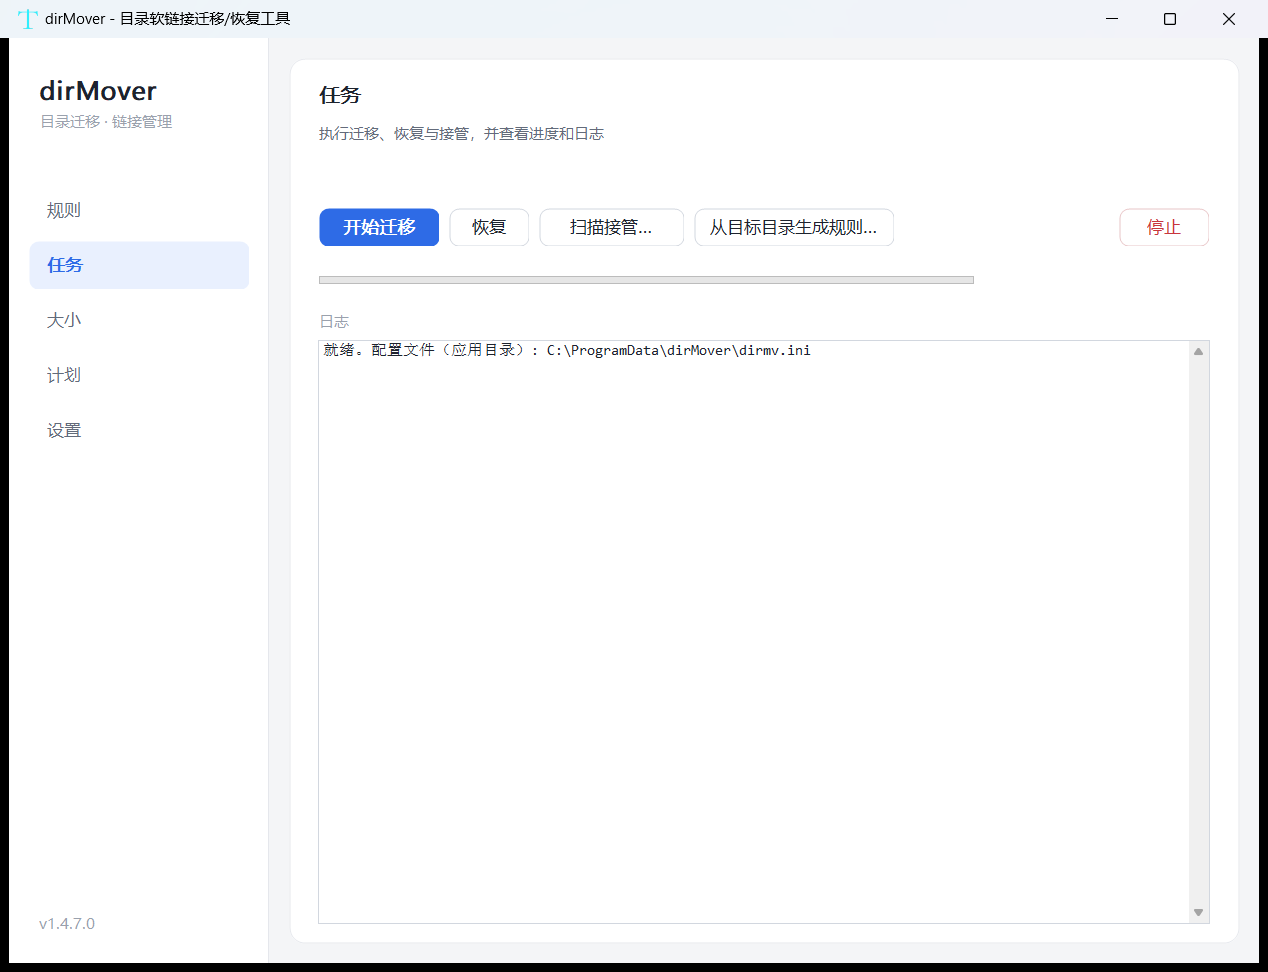 dirMover - 目录软链接迁移/恢复工具
dirMover
目录迁移 · 链接管理
规则
任务
大小
计划
设置
v1.4.7.0
任务
执行迁移、恢复与接管，并查看进度和日志
开始迁移 恢复 扫描接管... 从目标目录生成规则... 停止
日志
就绪。配置文件（应用目录）: C:\ProgramData\dirMover\dirmv.ini